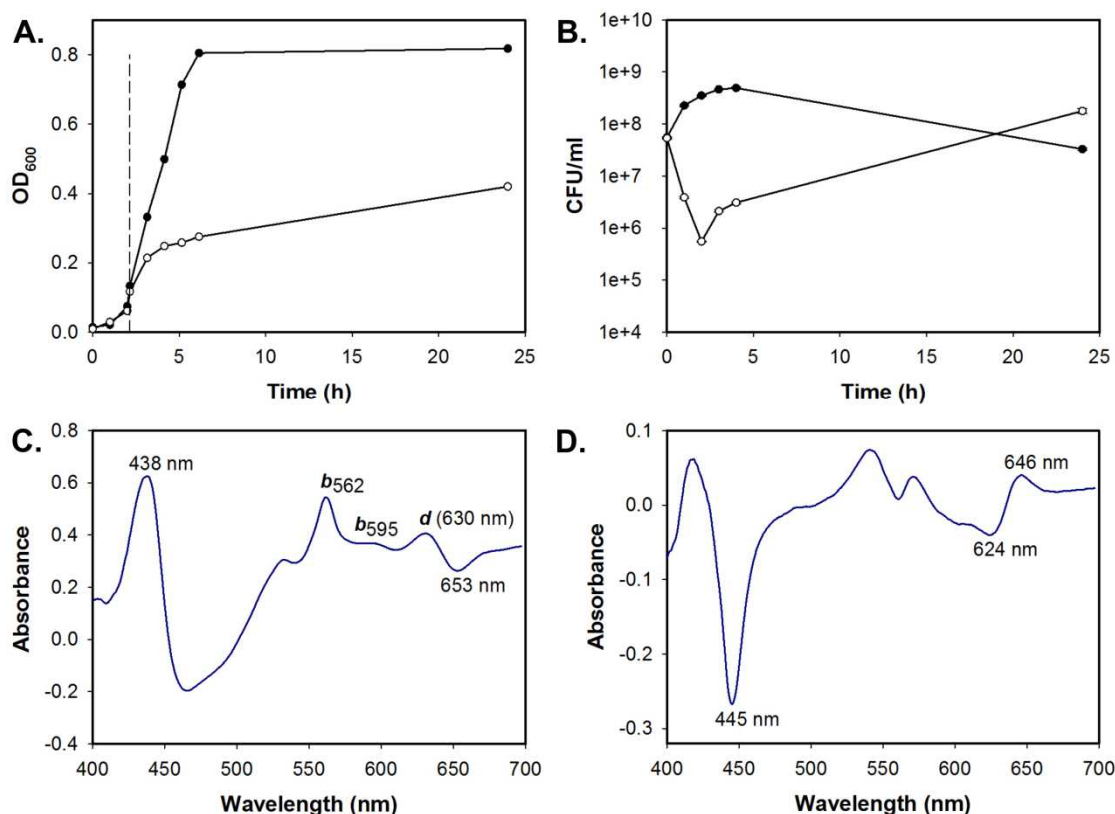 A.
0.8
0.6
0.4
0.2
0.0
OD600
0 5 10 15 20 25
Time (h)
B.
1e+10
1e+9
1e+8
1e+7
1e+6
1e+5
1e+4
CFU/ml
0 5 10 15 20 25
Time (h)
C.
0.8
0.6
0.4
0.2
0.0
-0.2
-0.4
Absorbance
438 nm
b562
b595
d (630 nm)
653 nm
400 450 500 550 600 650 700
Wavelength (nm)
D.
0.1
0.0
-0.1
-0.2
-0.3
Absorbance
646 nm
624 nm
445 nm
400 450 500 550 600 650 700
Wavelength (nm)